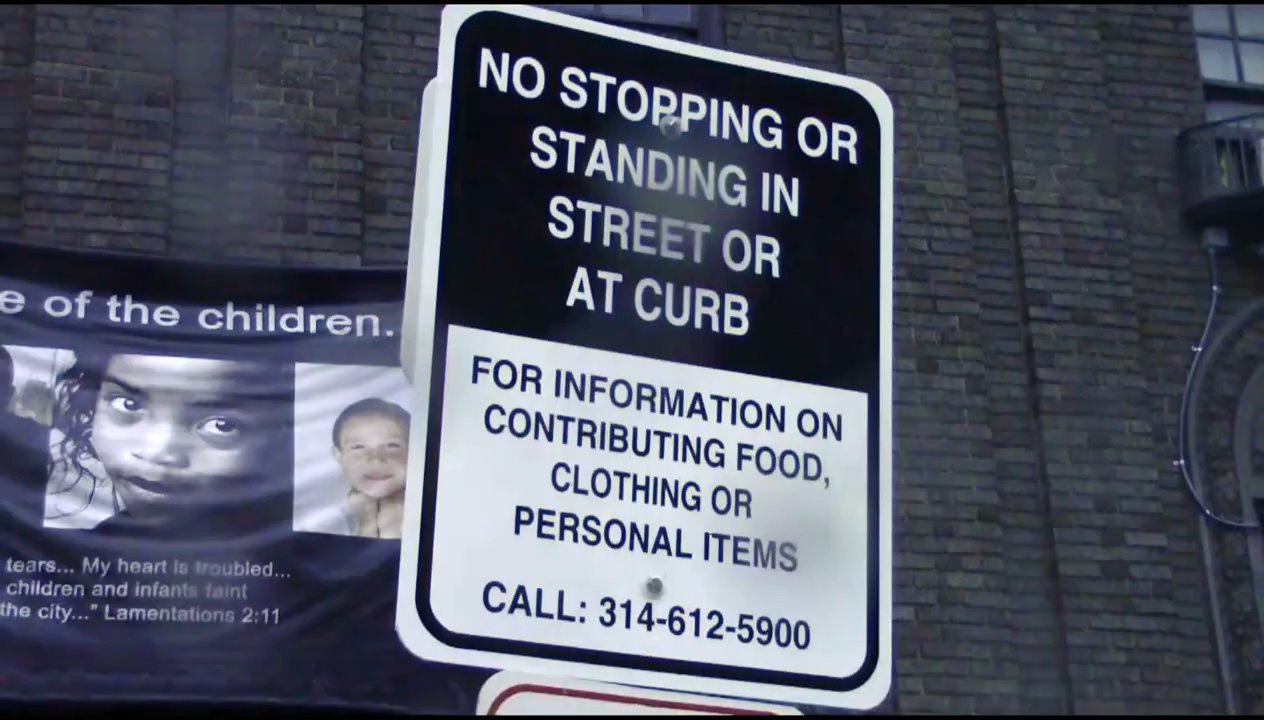 NO STOPPING OR
STANDING IN
STREET OR
AT CURB
FOR INFORMATION ON
CONTRIBUTING FOOD,
CLOTHING OR
PERSONAL ITEMS
CALL: 314-612-5900
e of the children.
tears... My heart is troubled...
children and infants faint
the city..." Lamentations 2:11